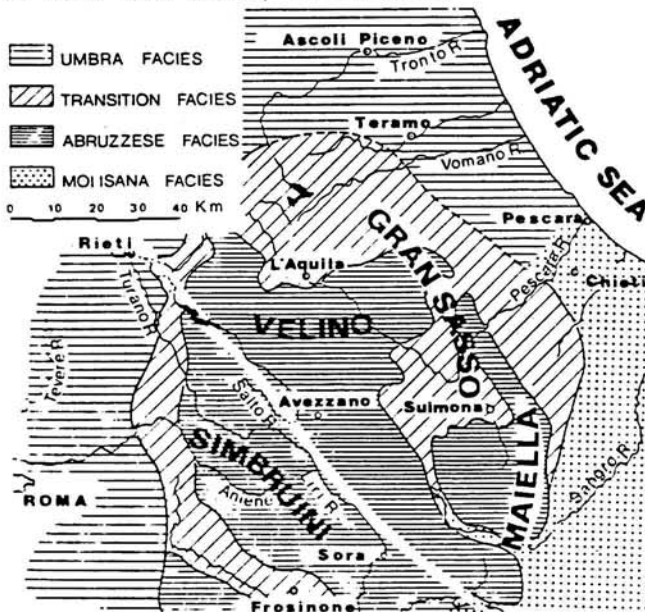 UMBRA FACIES
TRANSITION FACIES
ABRUZZESE FACIES
MOLISANA FACIES
0 10 20 30 40 Km
Ascoli Piceno
Tronto R.
ADRIATIC SEA
Teramo
Vomano R.
Pescara
Pescara R.
Chieti
Rieti
Turano R.
L'Aquila
GRAN SASSO
VELINO
Tevere R.
Salto R.
Avezzano
Sulmona
SIMBRUINI
MAIELLA
Sangro R.
ROMA
Aniene
Sora
Frosinone